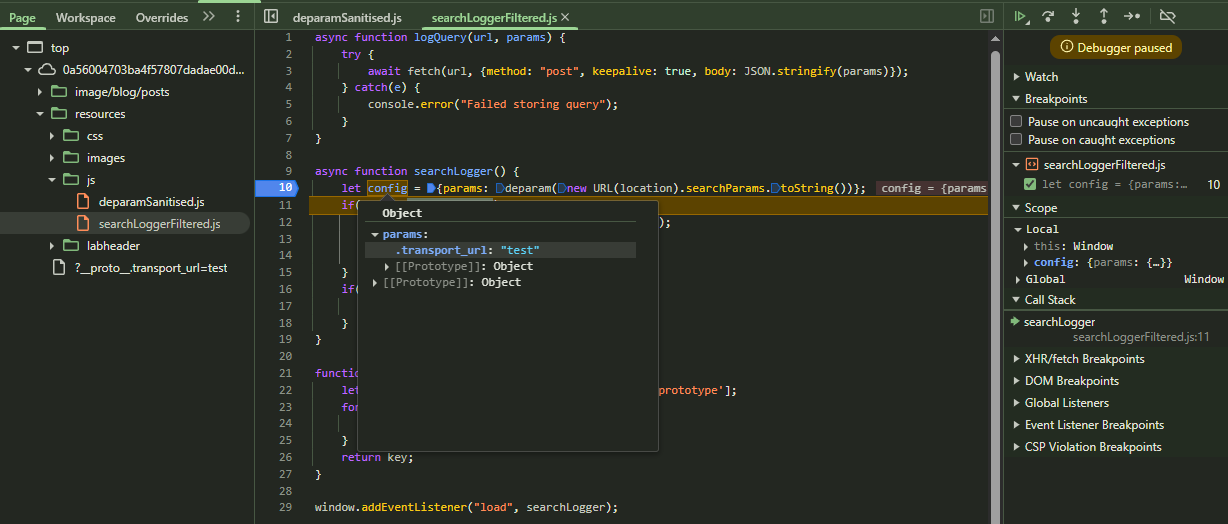 Page Workspace Overrides
deparamSanitised.js searchLoggerFiltered.js
top
0a56004703ba4f57807dadae00d...
image/blog/posts
resources
css
images
js
deparamSanitised.js
searchLoggerFiltered.js
labheader
?__proto__.transport_url=test
1 async function logQuery(url, params) {
2 try {
3 await fetch(url, {method: "post", keepalive: true, body: JSON.stringify(params)});
4 } catch(e) {
5 console.error("Failed storing query");
6 }
7 }
8
9 async function searchLogger() {
10 let config = {params: deparam(new URL(location).searchParams.toString())}; config = {params
11 if(
12 );
13
14
15 }
16 if(
17
18 }
19 }
20
21 function
22 let prototype'];
23 for
24
25 }
26 return key;
27 }
28
29 window.addEventListener("load", searchLogger);
Object
params:
.transport_url: "test"
[[Prototype]]: Object
[[Prototype]]: Object
Debugger paused
Watch
Breakpoints
Pause on uncaught exceptions
Pause on caught exceptions
searchLoggerFiltered.js
let config = {params:... 10
Scope
Local
this: Window
config: {params: {…}}
Global Window
Call Stack
searchLogger
searchLoggerFiltered.js:11
XHR/fetch Breakpoints
DOM Breakpoints
Global Listeners
Event Listener Breakpoints
CSP Violation Breakpoints